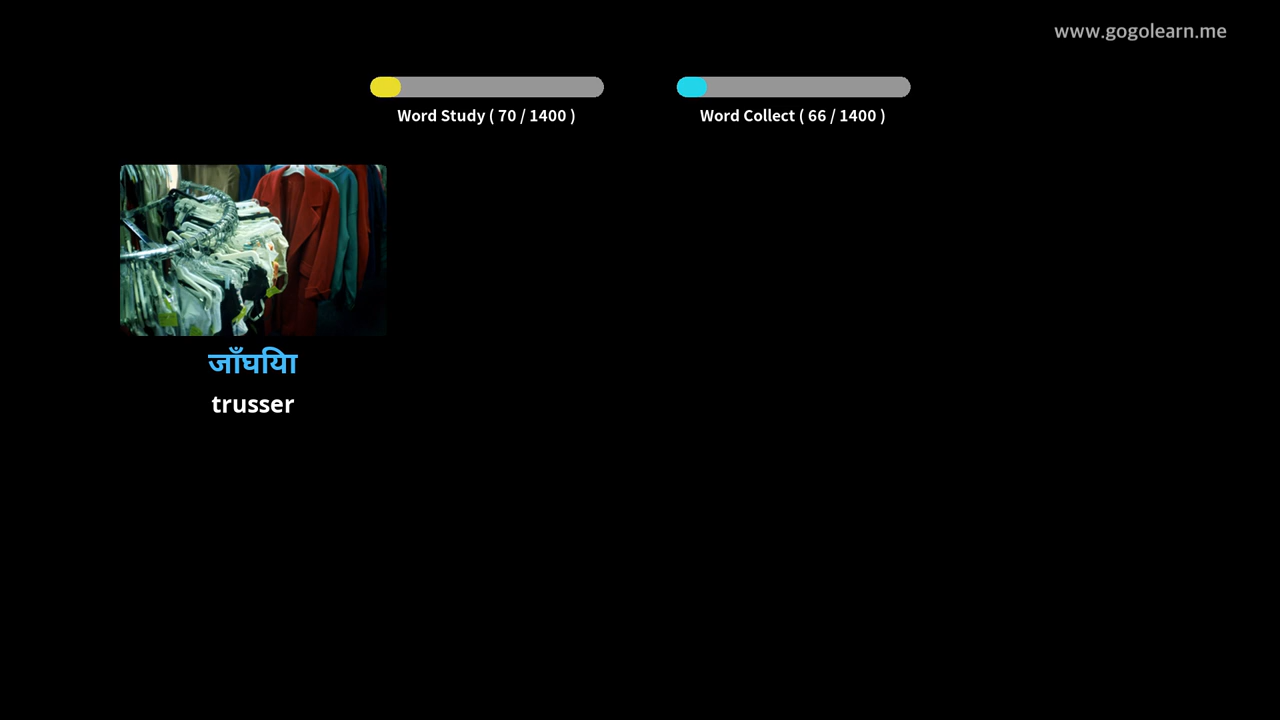 www.gogolearn.me
Word Study ( 70 / 1400 )
Word Collect ( 66 / 1400 )
जाँघिया
trusser